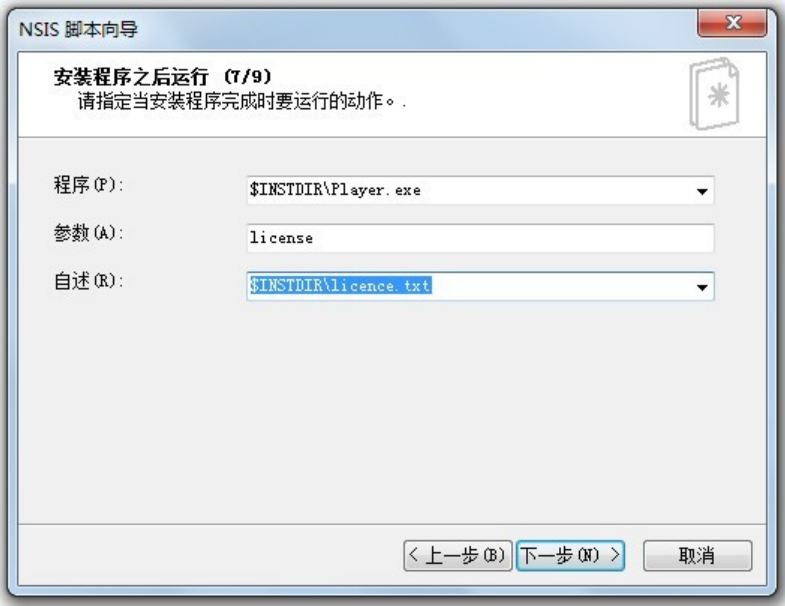 NSIS 脚本向导
安装程序之后运行 (7/9)
请指定当安装程序完成时要运行的动作。.
程序(P): $INSTDIR\Player.exe
参数(A): license
自述(R): $INSTDIR\licence.txt
< 上一步(B) 下一步(N) > 取消